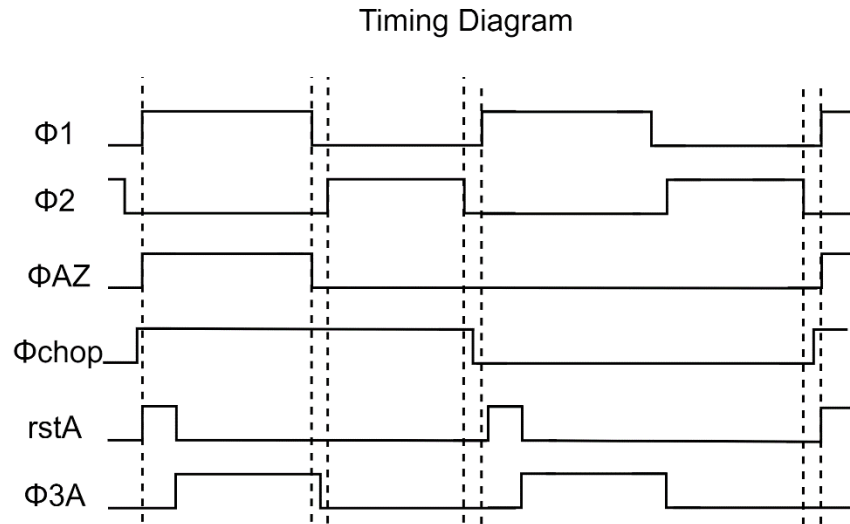 Timing Diagram
Φ1
Φ2
ΦAZ
Φchop
rstA
Φ3A